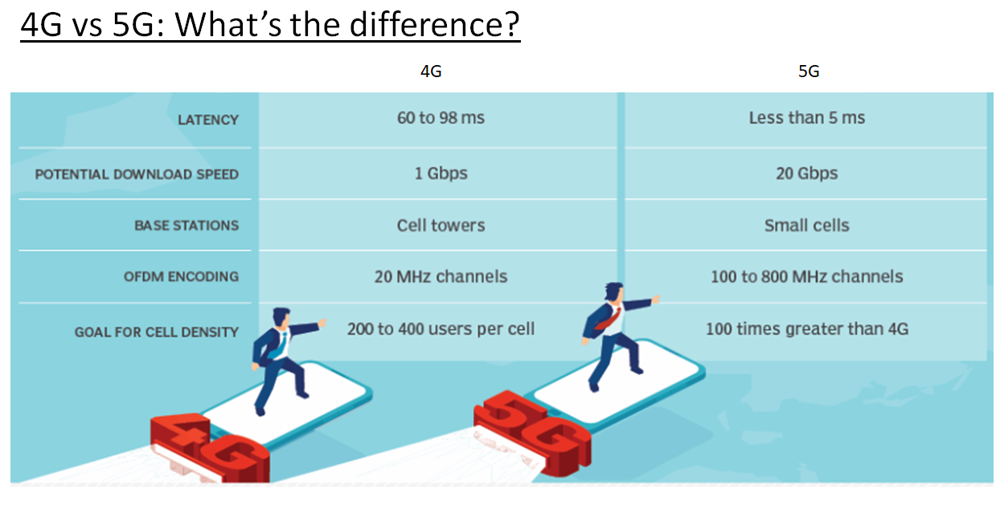 4G vs 5G: What's the difference?
4G 5G
LATENCY 60 to 98 ms Less than 5 ms
POTENTIAL DOWNLOAD SPEED 1 Gbps 20 Gbps
BASE STATIONS Cell towers Small cells
OFDM ENCODING 20 MHz channels 100 to 800 MHz channels
GOAL FOR CELL DENSITY 200 to 400 users per cell 100 times greater than 4G
4G 5G